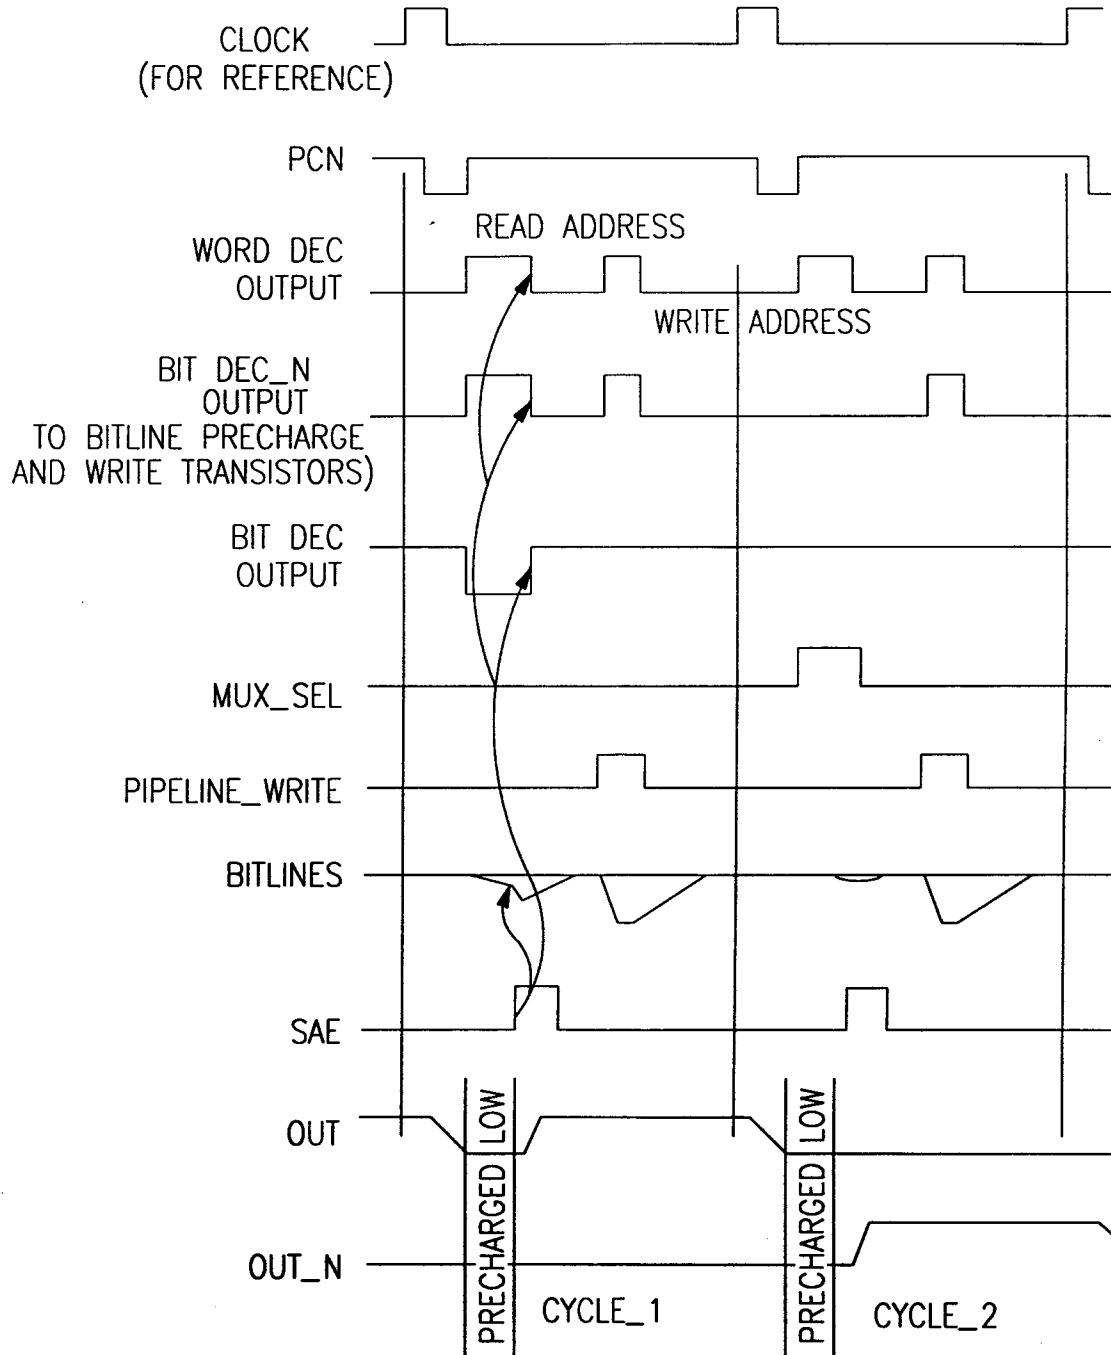 CLOCK
(FOR REFERENCE)
PCN
READ ADDRESS
WORD DEC
OUTPUT
WRITE ADDRESS
BIT DEC_N
OUTPUT
TO BITLINE PRECHARGE
AND WRITE TRANSISTORS)
BIT DEC
OUTPUT
MUX_SEL
PIPELINE_WRITE
BITLINES
SAE
OUT
OUT_N
PRECHARGED LOW
PRECHARGED LOW
CYCLE_1
CYCLE_2